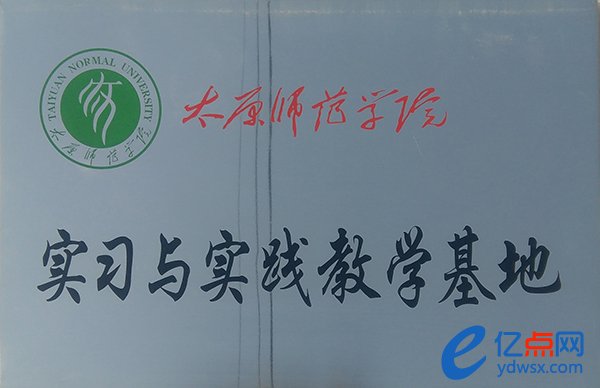 TAIYUAN NORMAL UNIVERSITY
太原师范学院
太原师范学院
实习与实践教学基地
亿点网
ydwsx.com